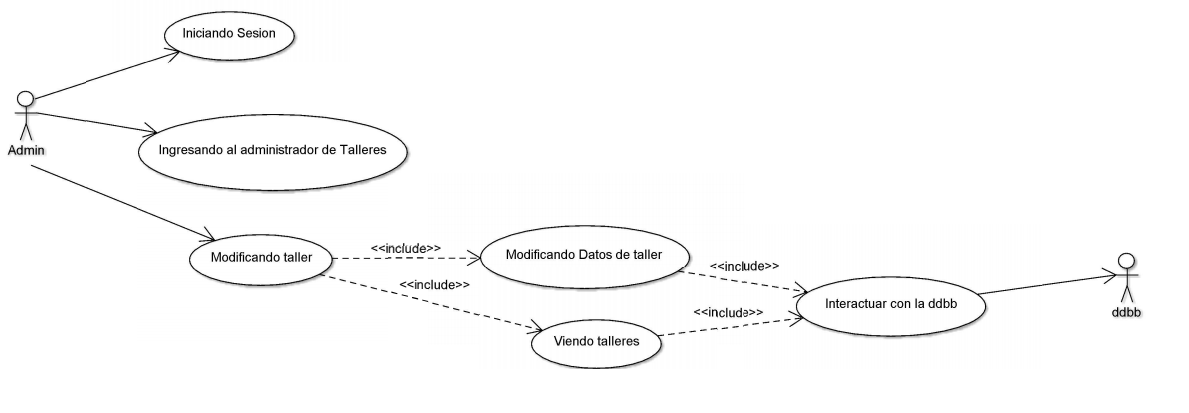 Iniciando Sesion
Admin
Ingresando al administrador de Talleres
Modificando taller
<<include>>
<<include>>
Modificando Datos de taller
Viendo talleres
<<include>>
<<include>>
Interactuar con la ddbb
ddbb